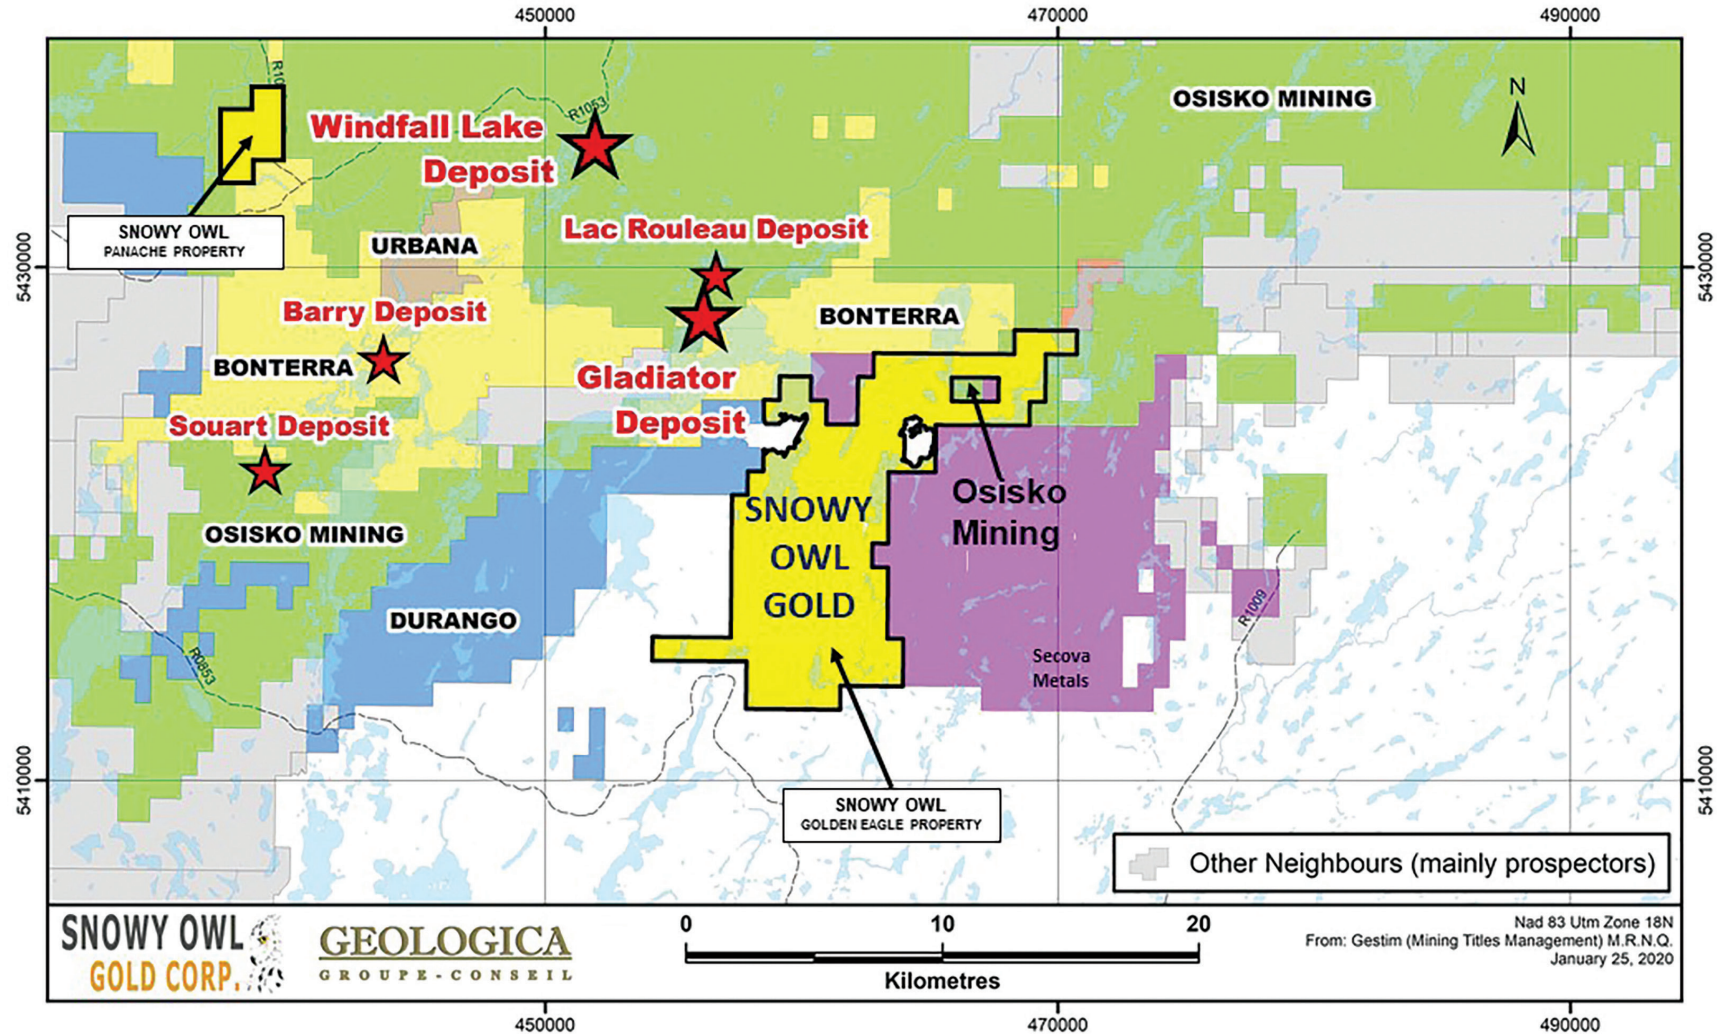 450000
470000
490000
R10
R1053
OSISKO MINING
N
Windfall Lake
Deposit
SNOWY OWL
PANACHE PROPERTY
URBANA
Lac Rouleau Deposit
5430000
5430000
Barry Deposit
BONTERRA
BONTERRA
Gladiator
Deposit
Souart Deposit
OSISKO MINING
SNOWY
OWL
GOLD
Osisko
Mining
DURANGO
R0853
R1009
Secova
Metals
5410000
5410000
SNOWY OWL
GOLDEN EAGLE PROPERTY
Other Neighbours (mainly prospectors)
SNOWY OWL
GOLD CORP.
GEOLOGICA
GROUPE-CONSEIL
0
10
20
Kilometres
Nad 83 Utm Zone 18N
From: Gestim (Mining Titles Management) M.R.N.Q.
January 25, 2020
450000
470000
490000